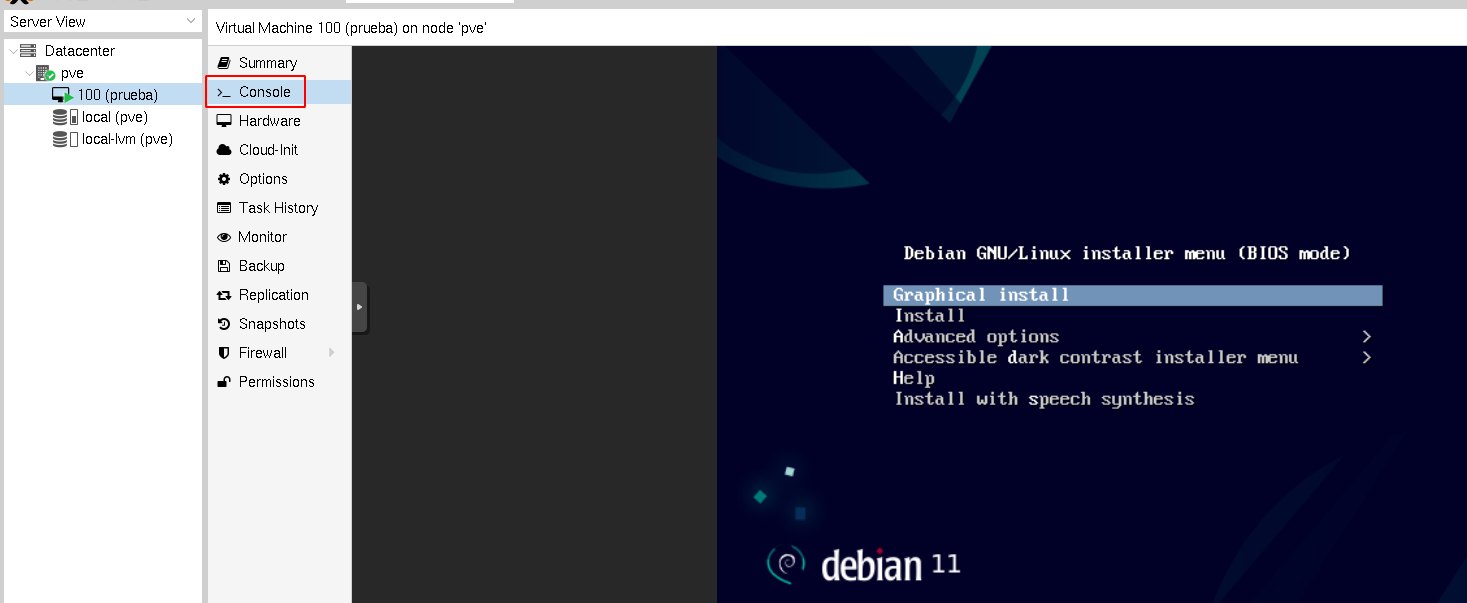 Server View
Virtual Machine 100 (prueba) on node 'pve'
Datacenter
pve
100 (prueba)
local (pve)
local-lvm (pve)
Summary
Console
Hardware
Cloud-Init
Options
Task History
Monitor
Backup
Replication
Snapshots
Firewall
Permissions
Debian GNU/Linux installer menu (BIOS mode)
Graphical install
Install
Advanced options
Accessible dark contrast installer menu
Help
Install with speech synthesis
debian 11